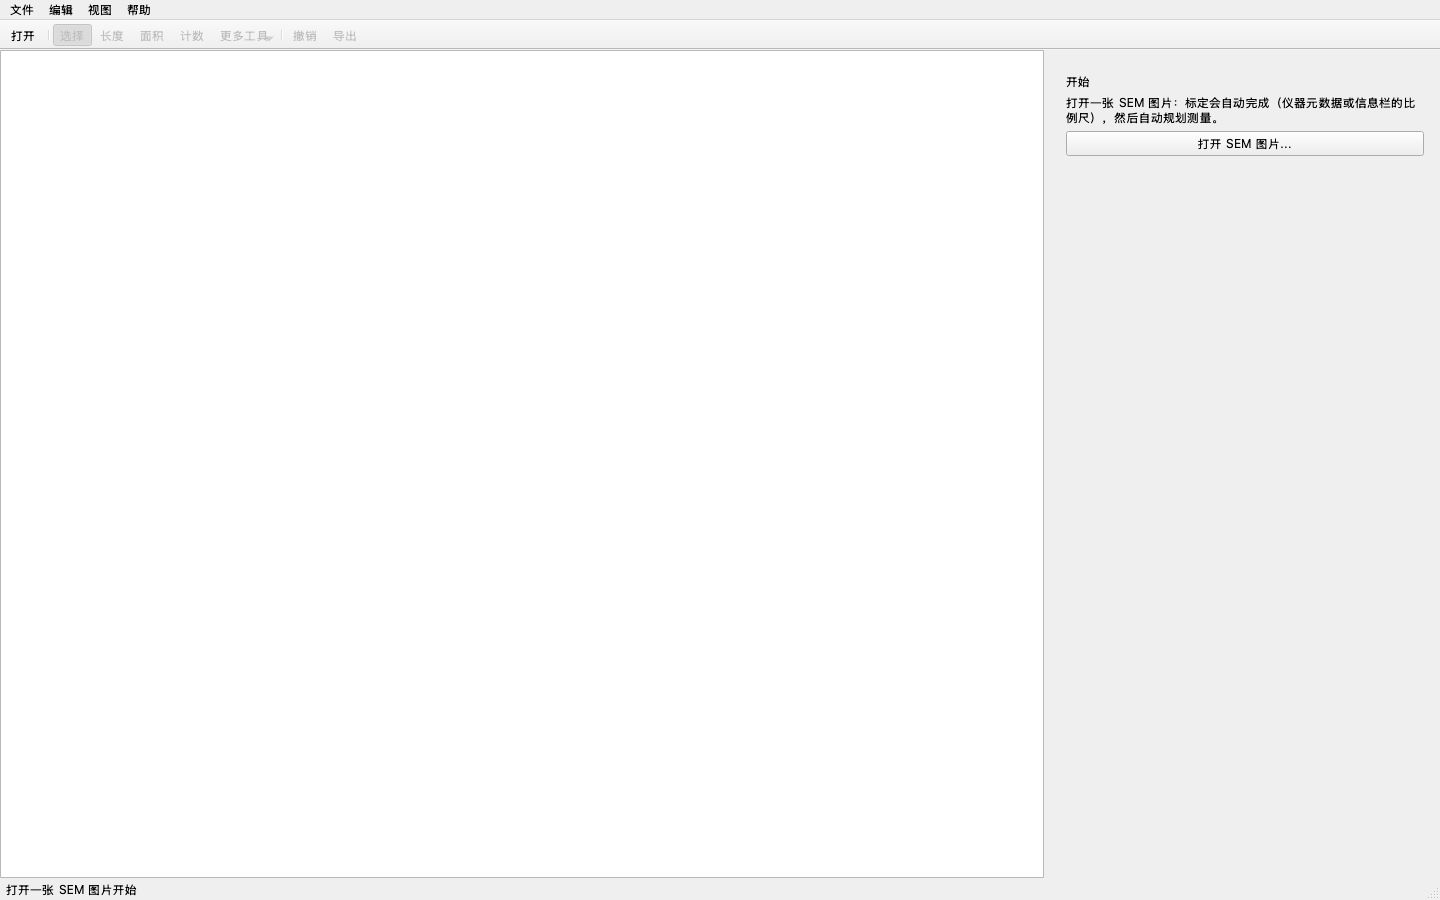 文件 编辑 视图 帮助
打开 选择 长度 面积 计数 更多工具 撤销 导出
开始
打开一张 SEM 图片：标定会自动完成（仪器元数据或信息栏的比
例尺），然后自动规划测量。
打开 SEM 图片...
打开一张 SEM 图片开始